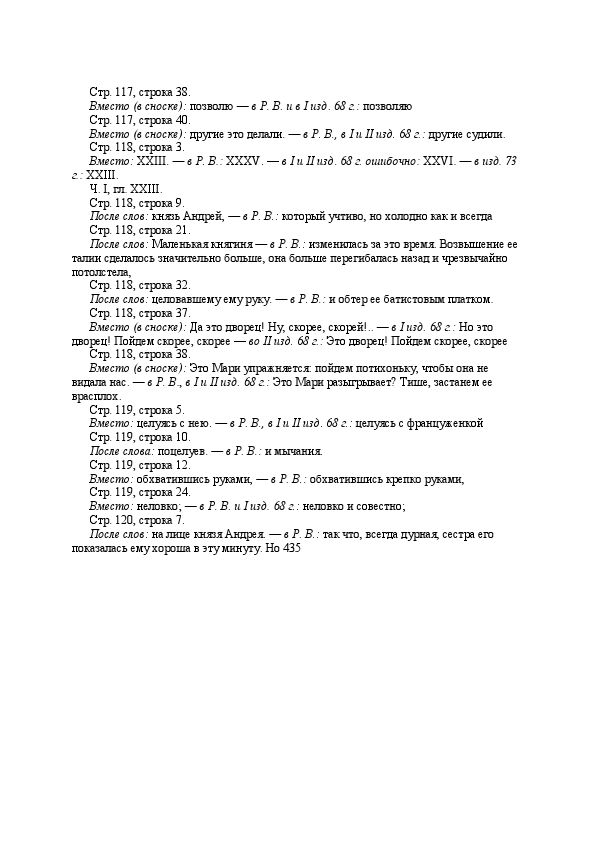 Стр. 117, строка 38.
Вместо (в сноске): позволю — в Р. В. и в I изд. 68 г.: позволяю
Стр. 117, строка 40.
Вместо (в сноске): другие это делали. — в Р. В., в I и II изд. 68 г.: другие судили.
Стр. 118, строка 3.
Вместо: XXIII. — в Р. В.: XXXV. — в I и II изд. 68 г. ошибочно: XXVI. — в изд. 73
г.: XXIII.
Ч. I, гл. XXIII.
Стр. 118, строка 9.
После слов: князь Андрей, — в Р. В.: который учтиво, но холодно как и всегда
Стр. 118, строка 21.
После слов: Маленькая княгиня — в Р. В.: изменилась за это время. Возвышение ее
талии сделалось значительно больше, она больше перегибалась назад и чрезвычайно
потолстела,
Стр. 118, строка 32.
После слов: целовавшему ему руку. — в Р. В.: и обтер ее батистовым платком.
Стр. 118, строка 37.
Вместо (в сноске): Да это дворец! Ну, скорее, скорей!.. — в I изд. 68 г.: Но это
дворец! Пойдем скорее, скорее — во II изд. 68 г.: Это дворец! Пойдем скорее, скорее
Стр. 118, строка 38.
Вместо (в сноске): Это Мари упражняется: пойдем потихоньку, чтобы она не
видала нас. — в Р. В., в I и II изд. 68 г.: Это Мари разыгрывает? Тише, застанем ее
врасплох.
Стр. 119, строка 5.
Вместо: целуясь с нею. — в Р. В., в I и II изд. 68 г.: целуясь с француженкой
Стр. 119, строка 10.
После слова: поцелуев. — в Р. В.: и мычания.
Стр. 119, строка 12.
Вместо: обхватившись руками, — в Р. В.: обхватившись крепко руками,
Стр. 119, строка 24.
Вместо: неловко; — в Р. В. и I изд. 68 г.: неловко и совестно;
Стр. 120, строка 7.
После слов: на лице князя Андрея. — в Р. В.: так что, всегда дурная, сестра его
показалась ему хороша в эту минуту. Но 435